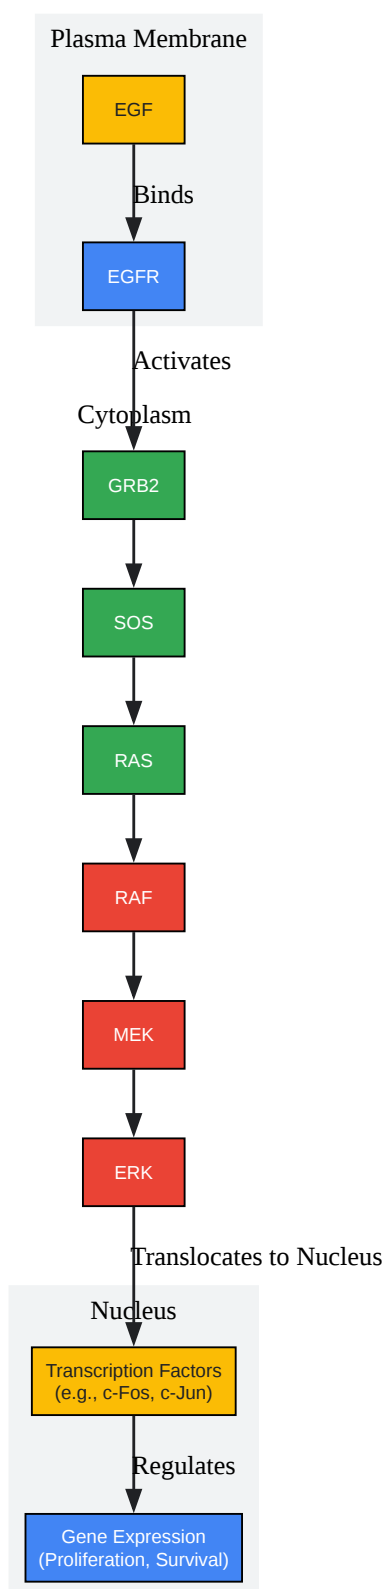 Plasma Membrane
EGF
Binds
EGFR
Activates
Cytoplasm
GRB2
SOS
RAS
RAF
MEK
ERK
Translocates to Nucleus
Nucleus
Transcription Factors
(e.g., c-Fos, c-Jun)
Regulates
Gene Expression
(Proliferation, Survival)